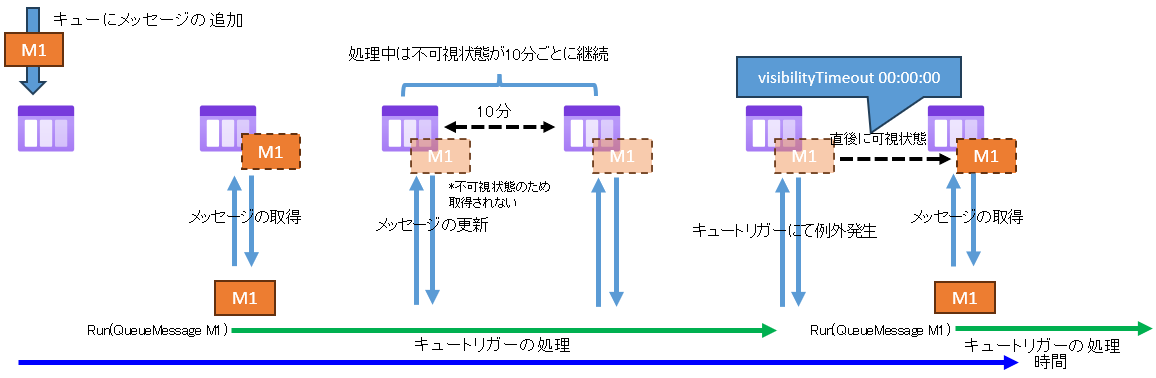 キューにメッセージの追加
M1
処理中は不可視状態が10分ごとに継続
visibilityTimeout 00:00:00
10分
直後に可視状態
M1
M1
M1
M1
M1
*不可視状態のため
取得されない
メッセージの取得
メッセージの更新
キュートリガーにて例外発生
メッセージの取得
M1
M1
Run(QueueMessage M1)
Run(QueueMessage M1)
キュートリガーの処理
キュートリガーの処理
時間